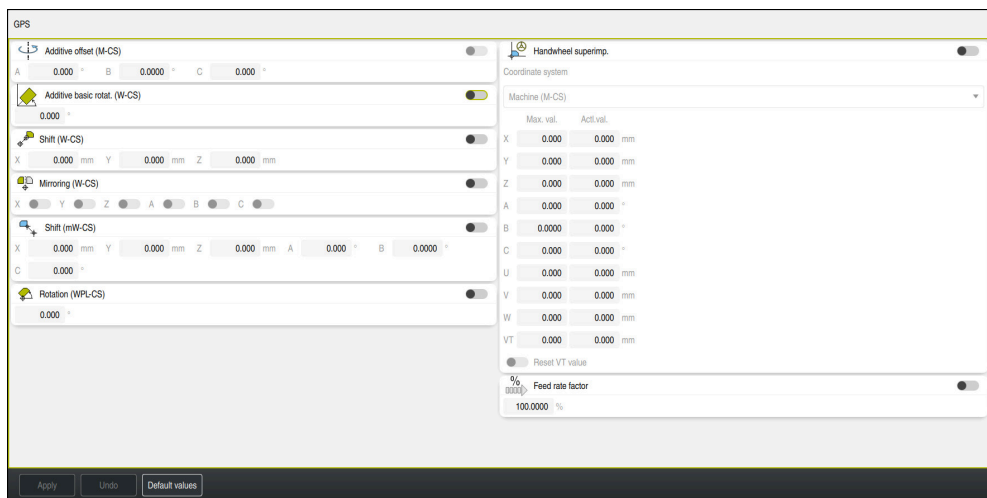 GPS
Additive offset (M-CS)
A 0.000 ° B 0.0000 ° C 0.000 °
Additive basic rotat. (W-CS)
0.000 °
Shift (W-CS)
X 0.000 mm Y 0.000 mm Z 0.000 mm
Mirroring (W-CS)
X Y Z A B C
Shift (mW-CS)
X 0.000 mm Y 0.000 mm Z 0.000 mm A 0.000 ° B 0.0000 °
C 0.000 °
Rotation (WPL-CS)
0.000 °
Handwheel superimp.
Coordinate system
Machine (M-CS)
Max. val. Actl.val.
X 0.000 0.000 mm
Y 0.000 0.000 mm
Z 0.000 0.000 mm
A 0.000 0.000 °
B 0.0000 0.000 °
C 0.000 0.000 °
U 0.000 0.000 mm
V 0.000 0.000 mm
W 0.000 0.000 mm
VT 0.000 0.000 mm
Reset VT value
% Feed rate factor
100.0000 %
Apply Undo Default values